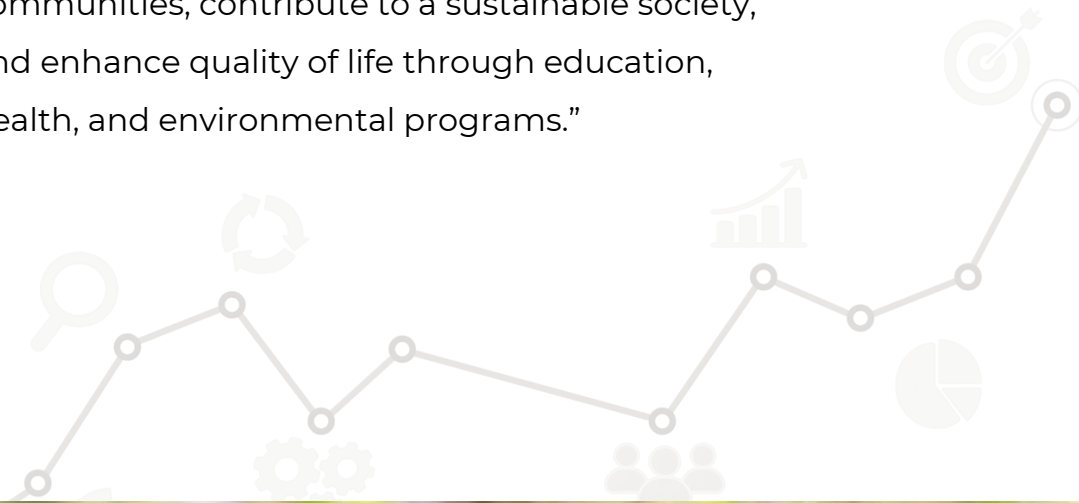 ommunities, contribute to a sustainable society,
nd enhance quality of life through education,
ealth, and environmental programs.”